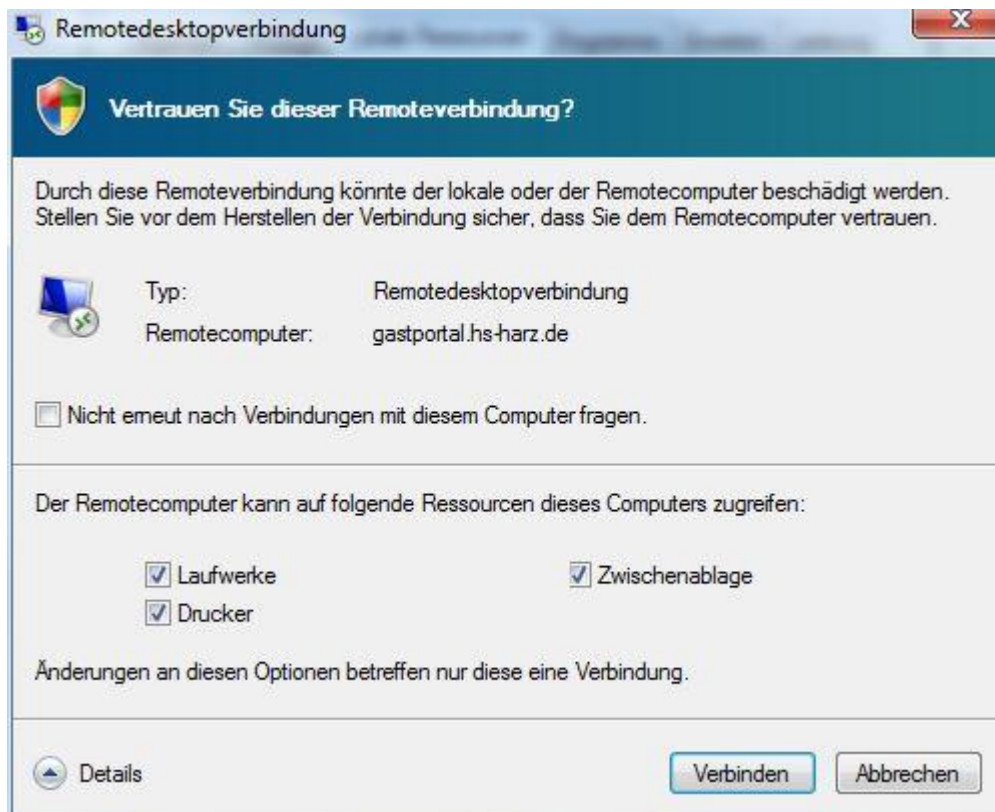 Remotedesktopverbindung
Vertrauen Sie dieser Remoteverbindung?
Durch diese Remoteverbindung könnte der lokale oder der Remotecomputer beschädigt werden.
Stellen Sie vor dem Herstellen der Verbindung sicher, dass Sie dem Remotecomputer vertrauen.
Typ: Remotedesktopverbindung
Remotecomputer: gastportal.hs-harz.de
Nicht erneut nach Verbindungen mit diesem Computer fragen.
Der Remotecomputer kann auf folgende Ressourcen dieses Computers zugreifen:
Laufwerke Zwischenablage
Drucker
Änderungen an diesen Optionen betreffen nur diese eine Verbindung.
Details Verbinden Abbrechen